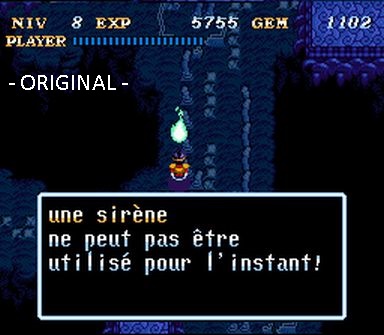 NIV 8 EXP 5755 GEM 1102
PLAYER
- ORIGINAL -
une sirène
ne peut pas être
utilisé pour l'instant!